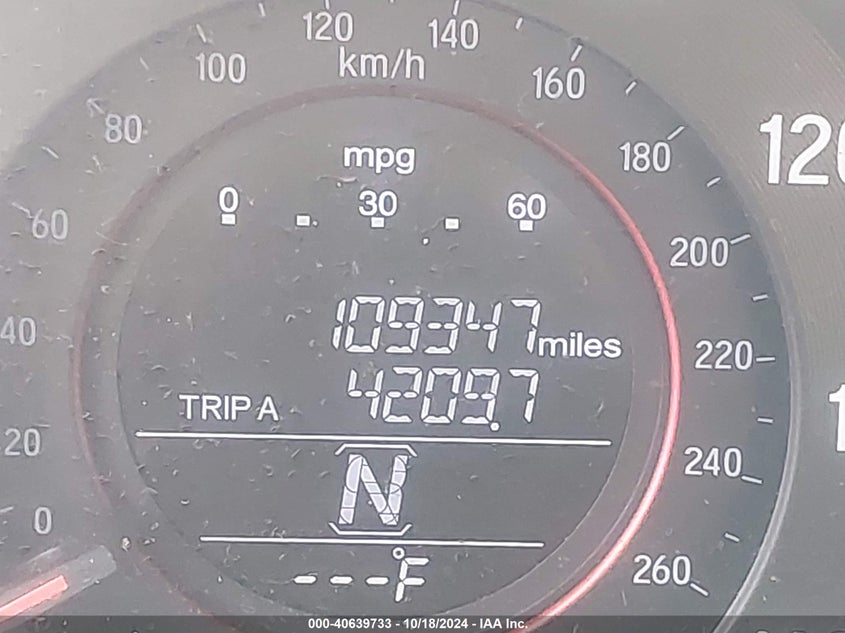 120 140
100 km/h 160
80 180 120
mpg
0 30 60
60 200
109347 miles
40 220
TRIP A 4209.7
20 240
N
0
---°F 260
000-40639733 - 10/18/2024 - IAA Inc.